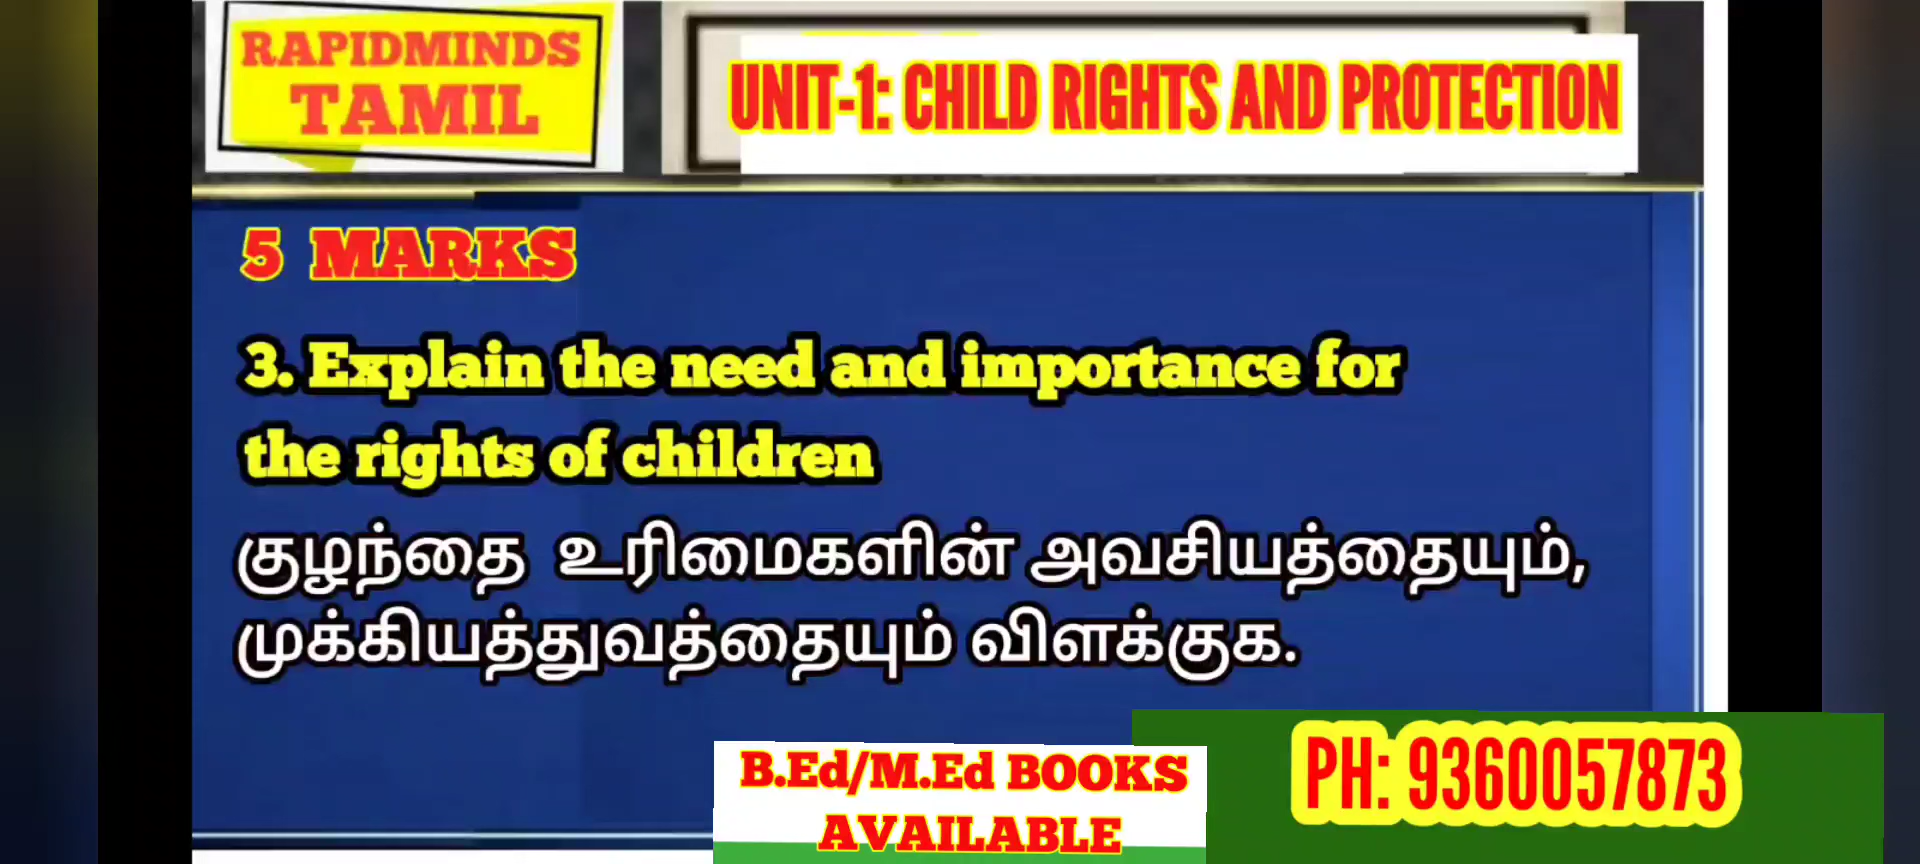 RAPIDMINDS
TAMIL
UNIT-1: CHILD RIGHTS AND PROTECTION
5 MARKS
3. Explain the need and importance for
the rights of children
குழந்தை உரிமைகளின் அவசியத்தையும்,
முக்கியத்துவத்தையும் விளக்குக.
B.Ed/M.Ed BOOKS
AVAILABLE
PH: 9360057873